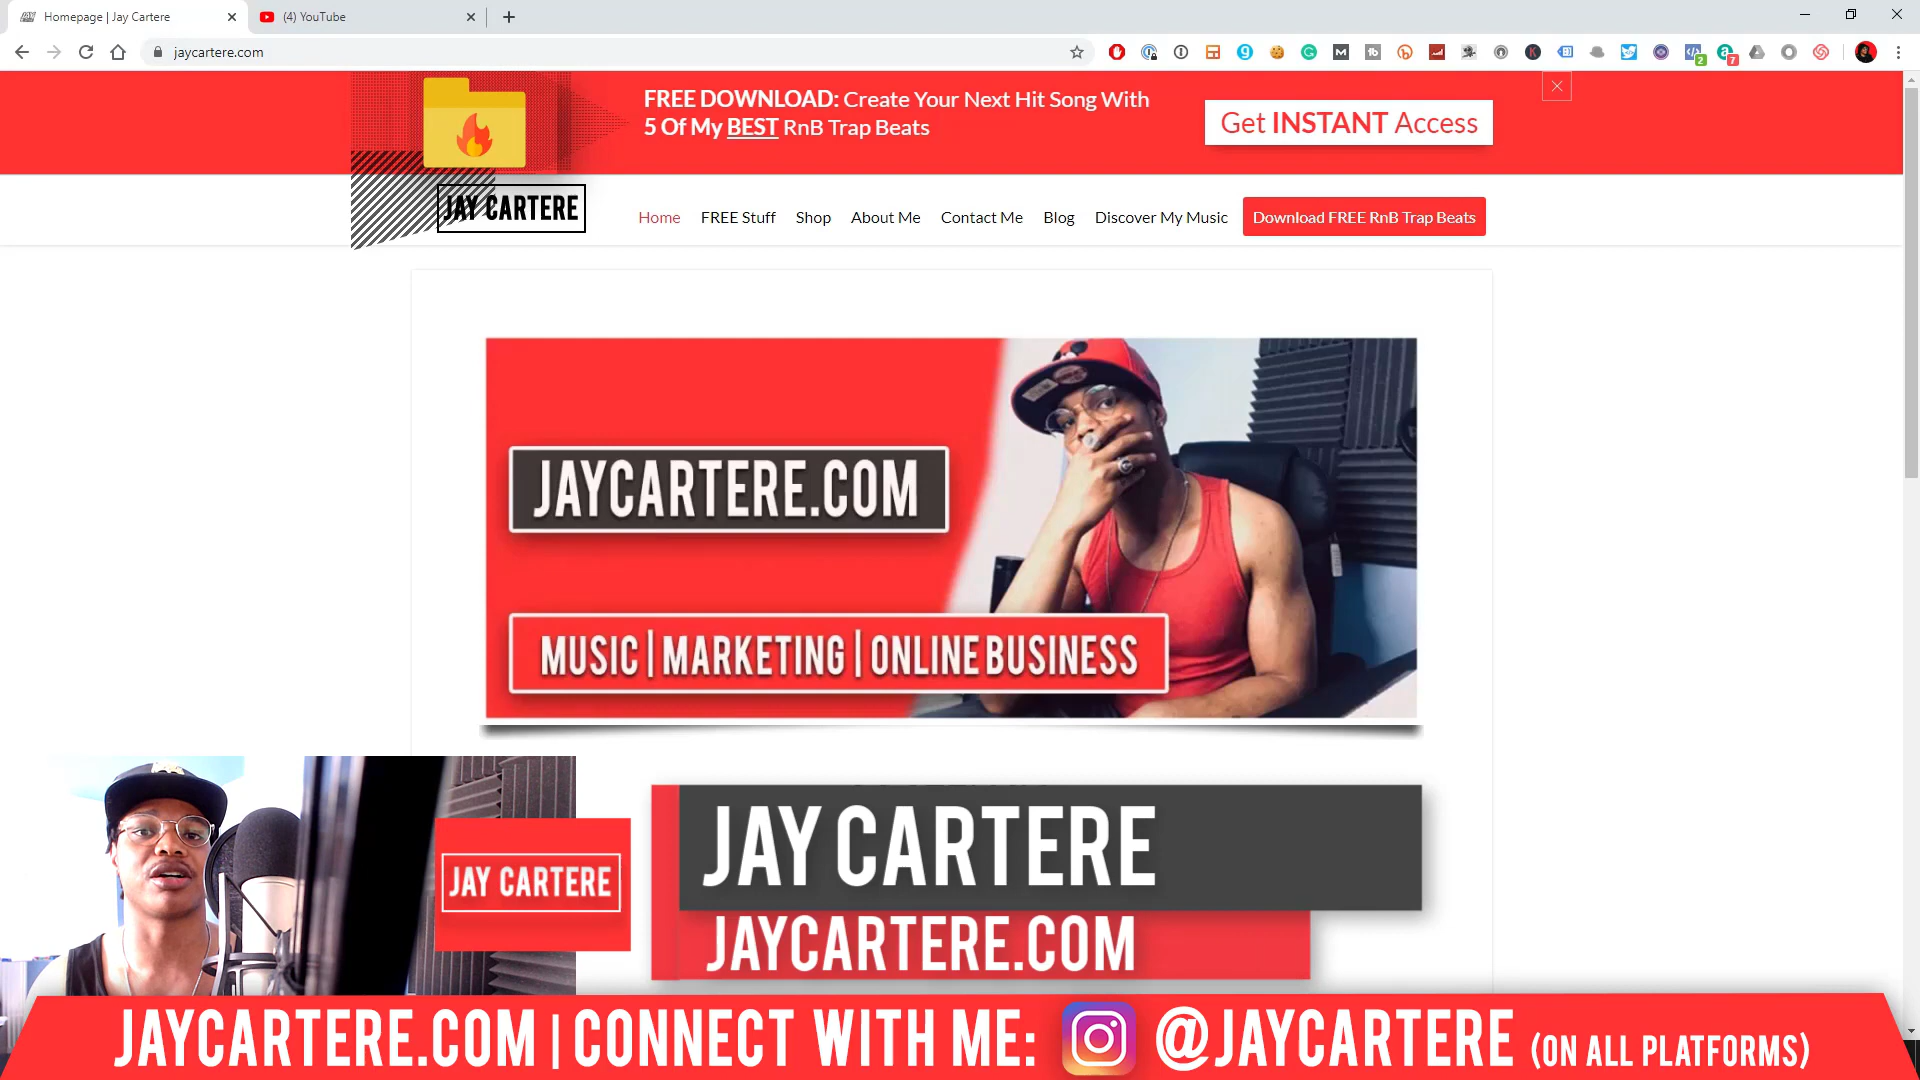 Homepage | Jay Cartere
(4) YouTube
jaycartere.com
2
7
FREE DOWNLOAD: Create Your Next Hit Song With
5 Of My BEST RnB Trap Beats
Get INSTANT Access
JAY CARTERE
Home
FREE Stuff
Shop
About Me
Contact Me
Blog
Discover My Music
Download FREE RnB Trap Beats
JAYCARTERE.COM
MUSIC | MARKETING | ONLINE BUSINESS
JAY CARTERE
JAY CARTERE
JAYCARTERE.COM
JAYCARTERE.COM | CONNECT WITH ME: @JAYCARTERE (ON ALL PLATFORMS)